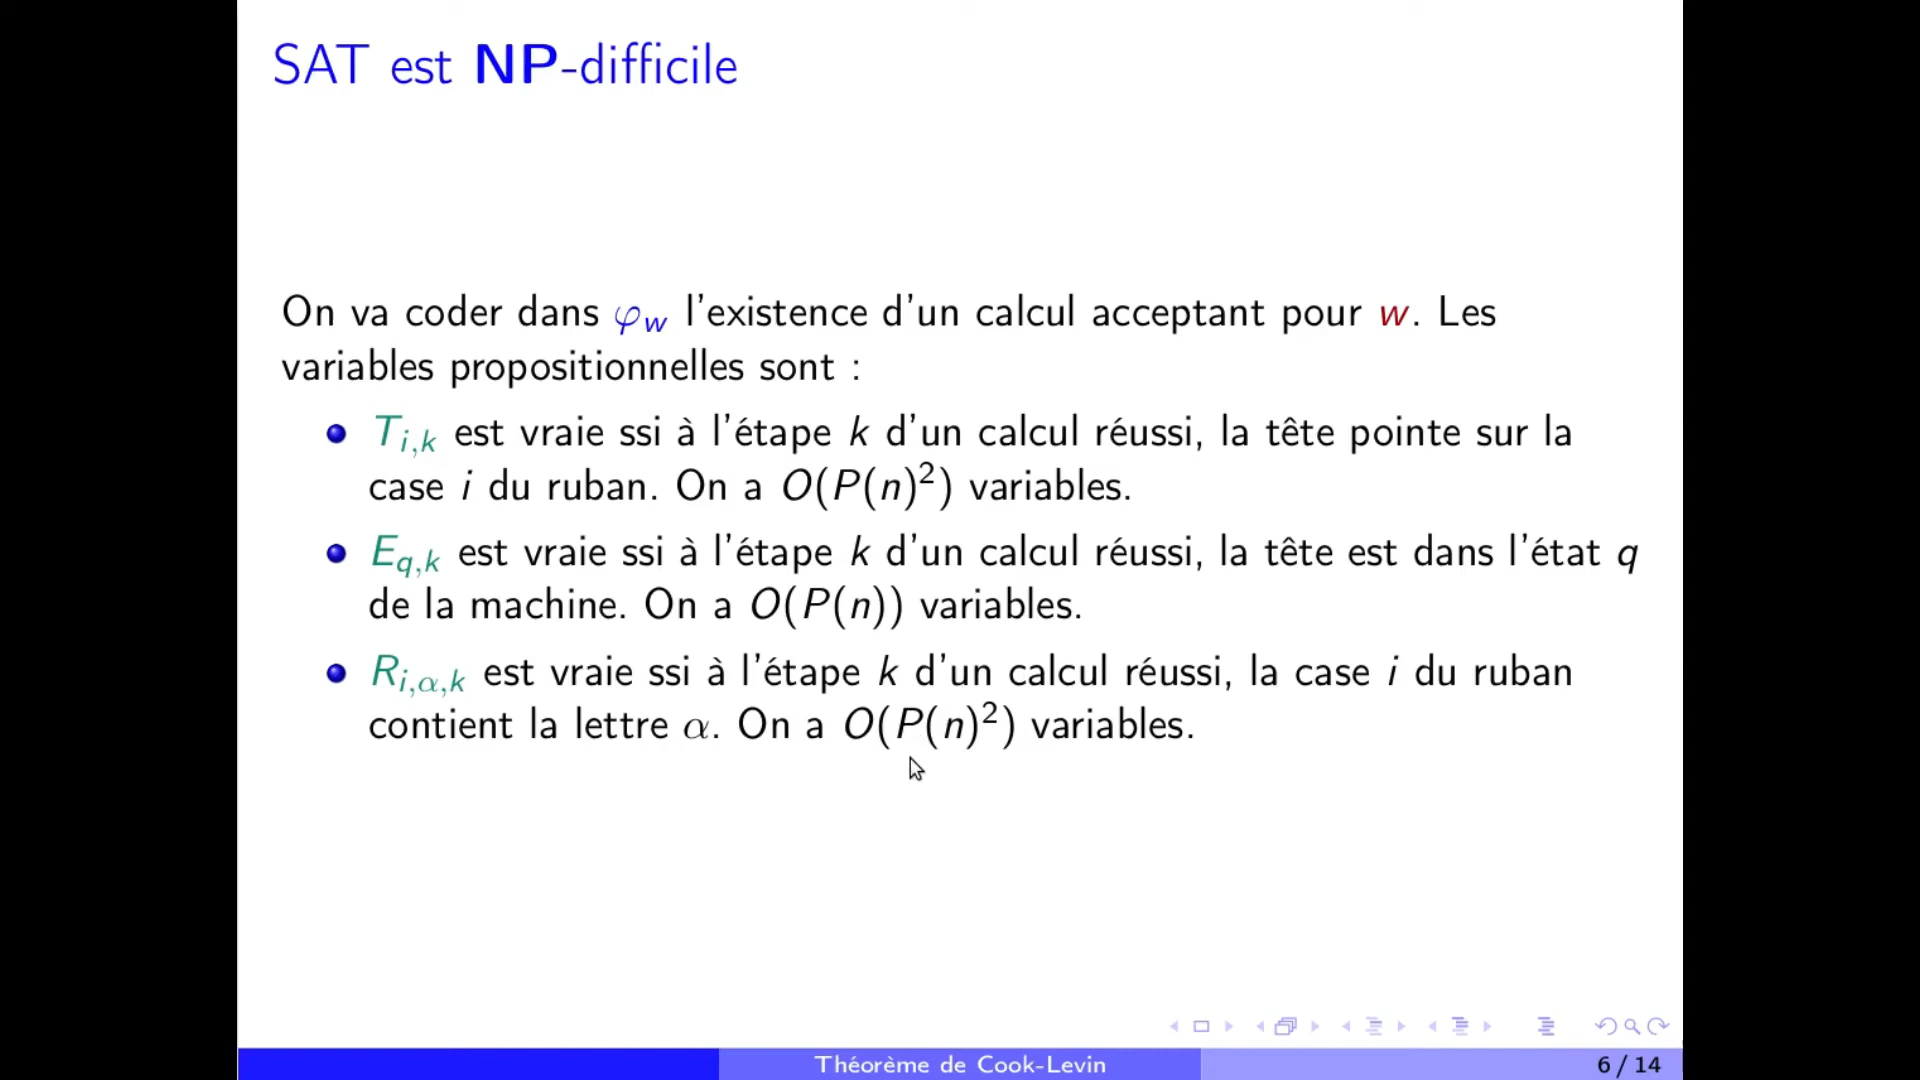 SAT est NP-difficile
On va coder dans φ_w l'existence d'un calcul acceptant pour w. Les
variables propositionnelles sont :
T_{i,k} est vraie ssi à l'étape k d'un calcul réussi, la tête pointe sur la
case i du ruban. On a O(P(n)²) variables.
E_{q,k} est vraie ssi à l'étape k d'un calcul réussi, la tête est dans l'état q
de la machine. On a O(P(n)) variables.
R_{i,α,k} est vraie ssi à l'étape k d'un calcul réussi, la case i du ruban
contient la lettre α. On a O(P(n)²) variables.
Théorème de Cook-Levin
6 / 14